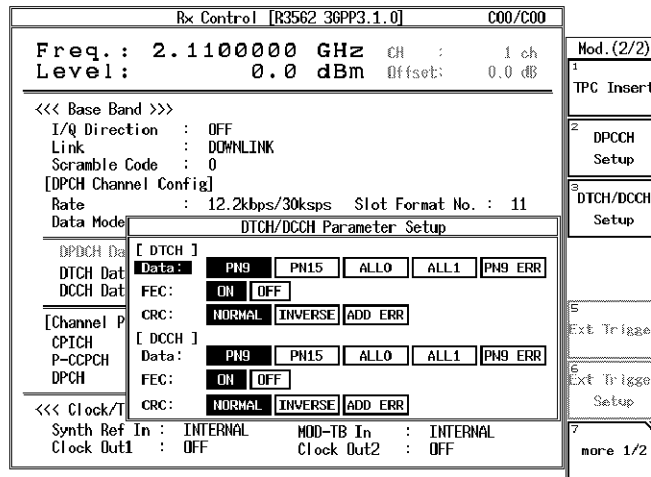 Rx Control [R3562 3GPP3.1.0] C00/C00
Freq.: 2.1100000 GHz CH : 1 ch
Level: 0.0 dBm Offset: 0.0 dB
<<< Base Band >>>
I/Q Direction : OFF
Link : DOWNLINK
Scramble Code : 0
[DPCH Channel Config]
Rate : 12.2kbps/30ksps Slot Format No. : 11
Data Mode
DPDCH Da
DTCH Dat
DCCH Dat
[Channel P
CPICH
P-CCPCH
DPCH
<<< Clock/T
Synth Ref In : INTERNAL MOD-TB In : INTERNAL
Clock Out1 : OFF Clock Out2 : OFF
DTCH/DCCH Parameter Setup
[ DTCH ]
Data: PN9 PN15 ALL0 ALL1 PN9 ERR
FEC: ON OFF
CRC: NORMAL INVERSE ADD ERR
[ DCCH ]
Data: PN9 PN15 ALL0 ALL1 PN9 ERR
FEC: ON OFF
CRC: NORMAL INVERSE ADD ERR
Mod.(2/2)
1
TPC Insert
2
DPCCH
Setup
3
DTCH/DCCH
Setup
5
Ext Trigge
6
Ext Trigge
Setup
7
more 1/2